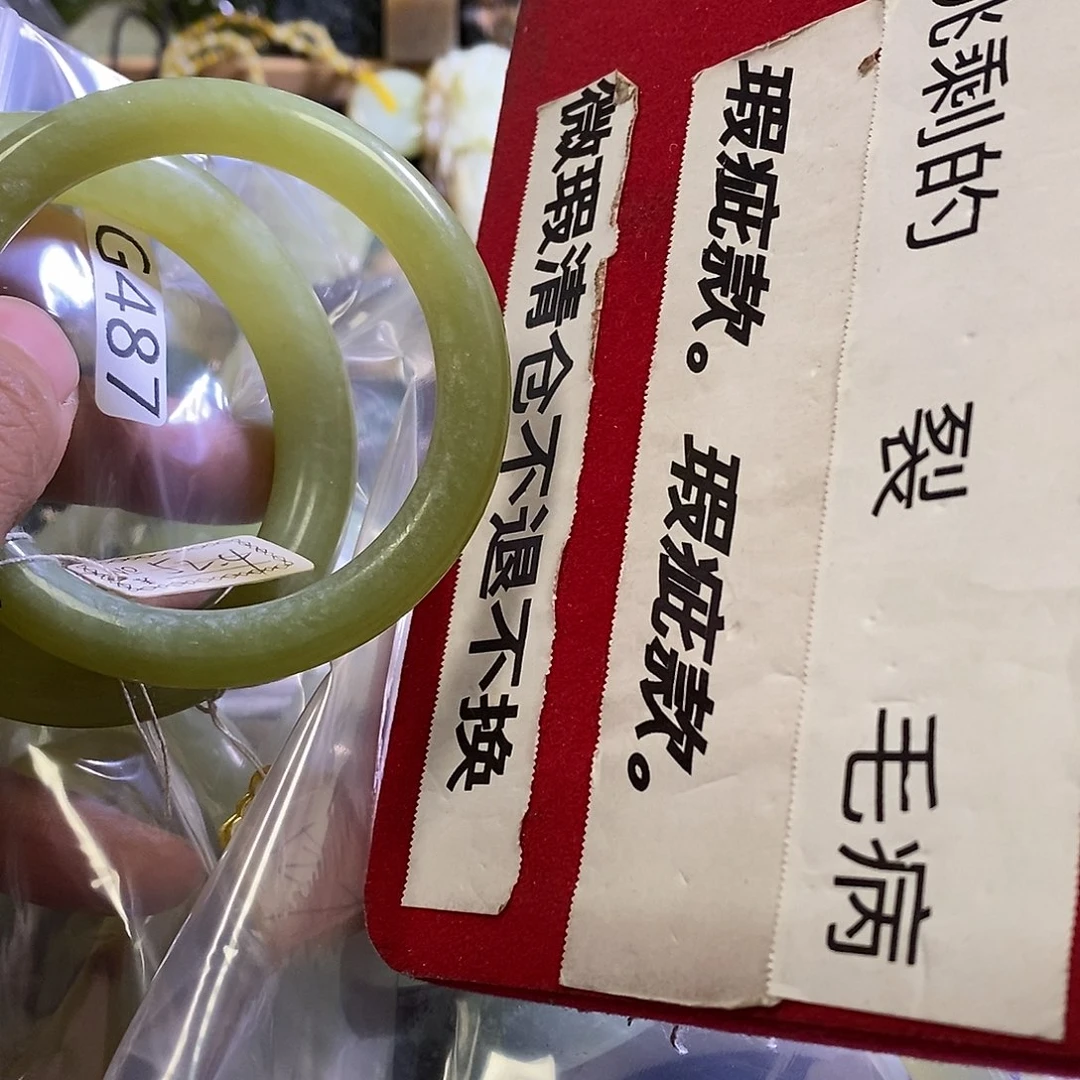 兆剩的 裂 毛病
瑕疵款。 瑕疵款。
微瑕清仓不退不换
G487